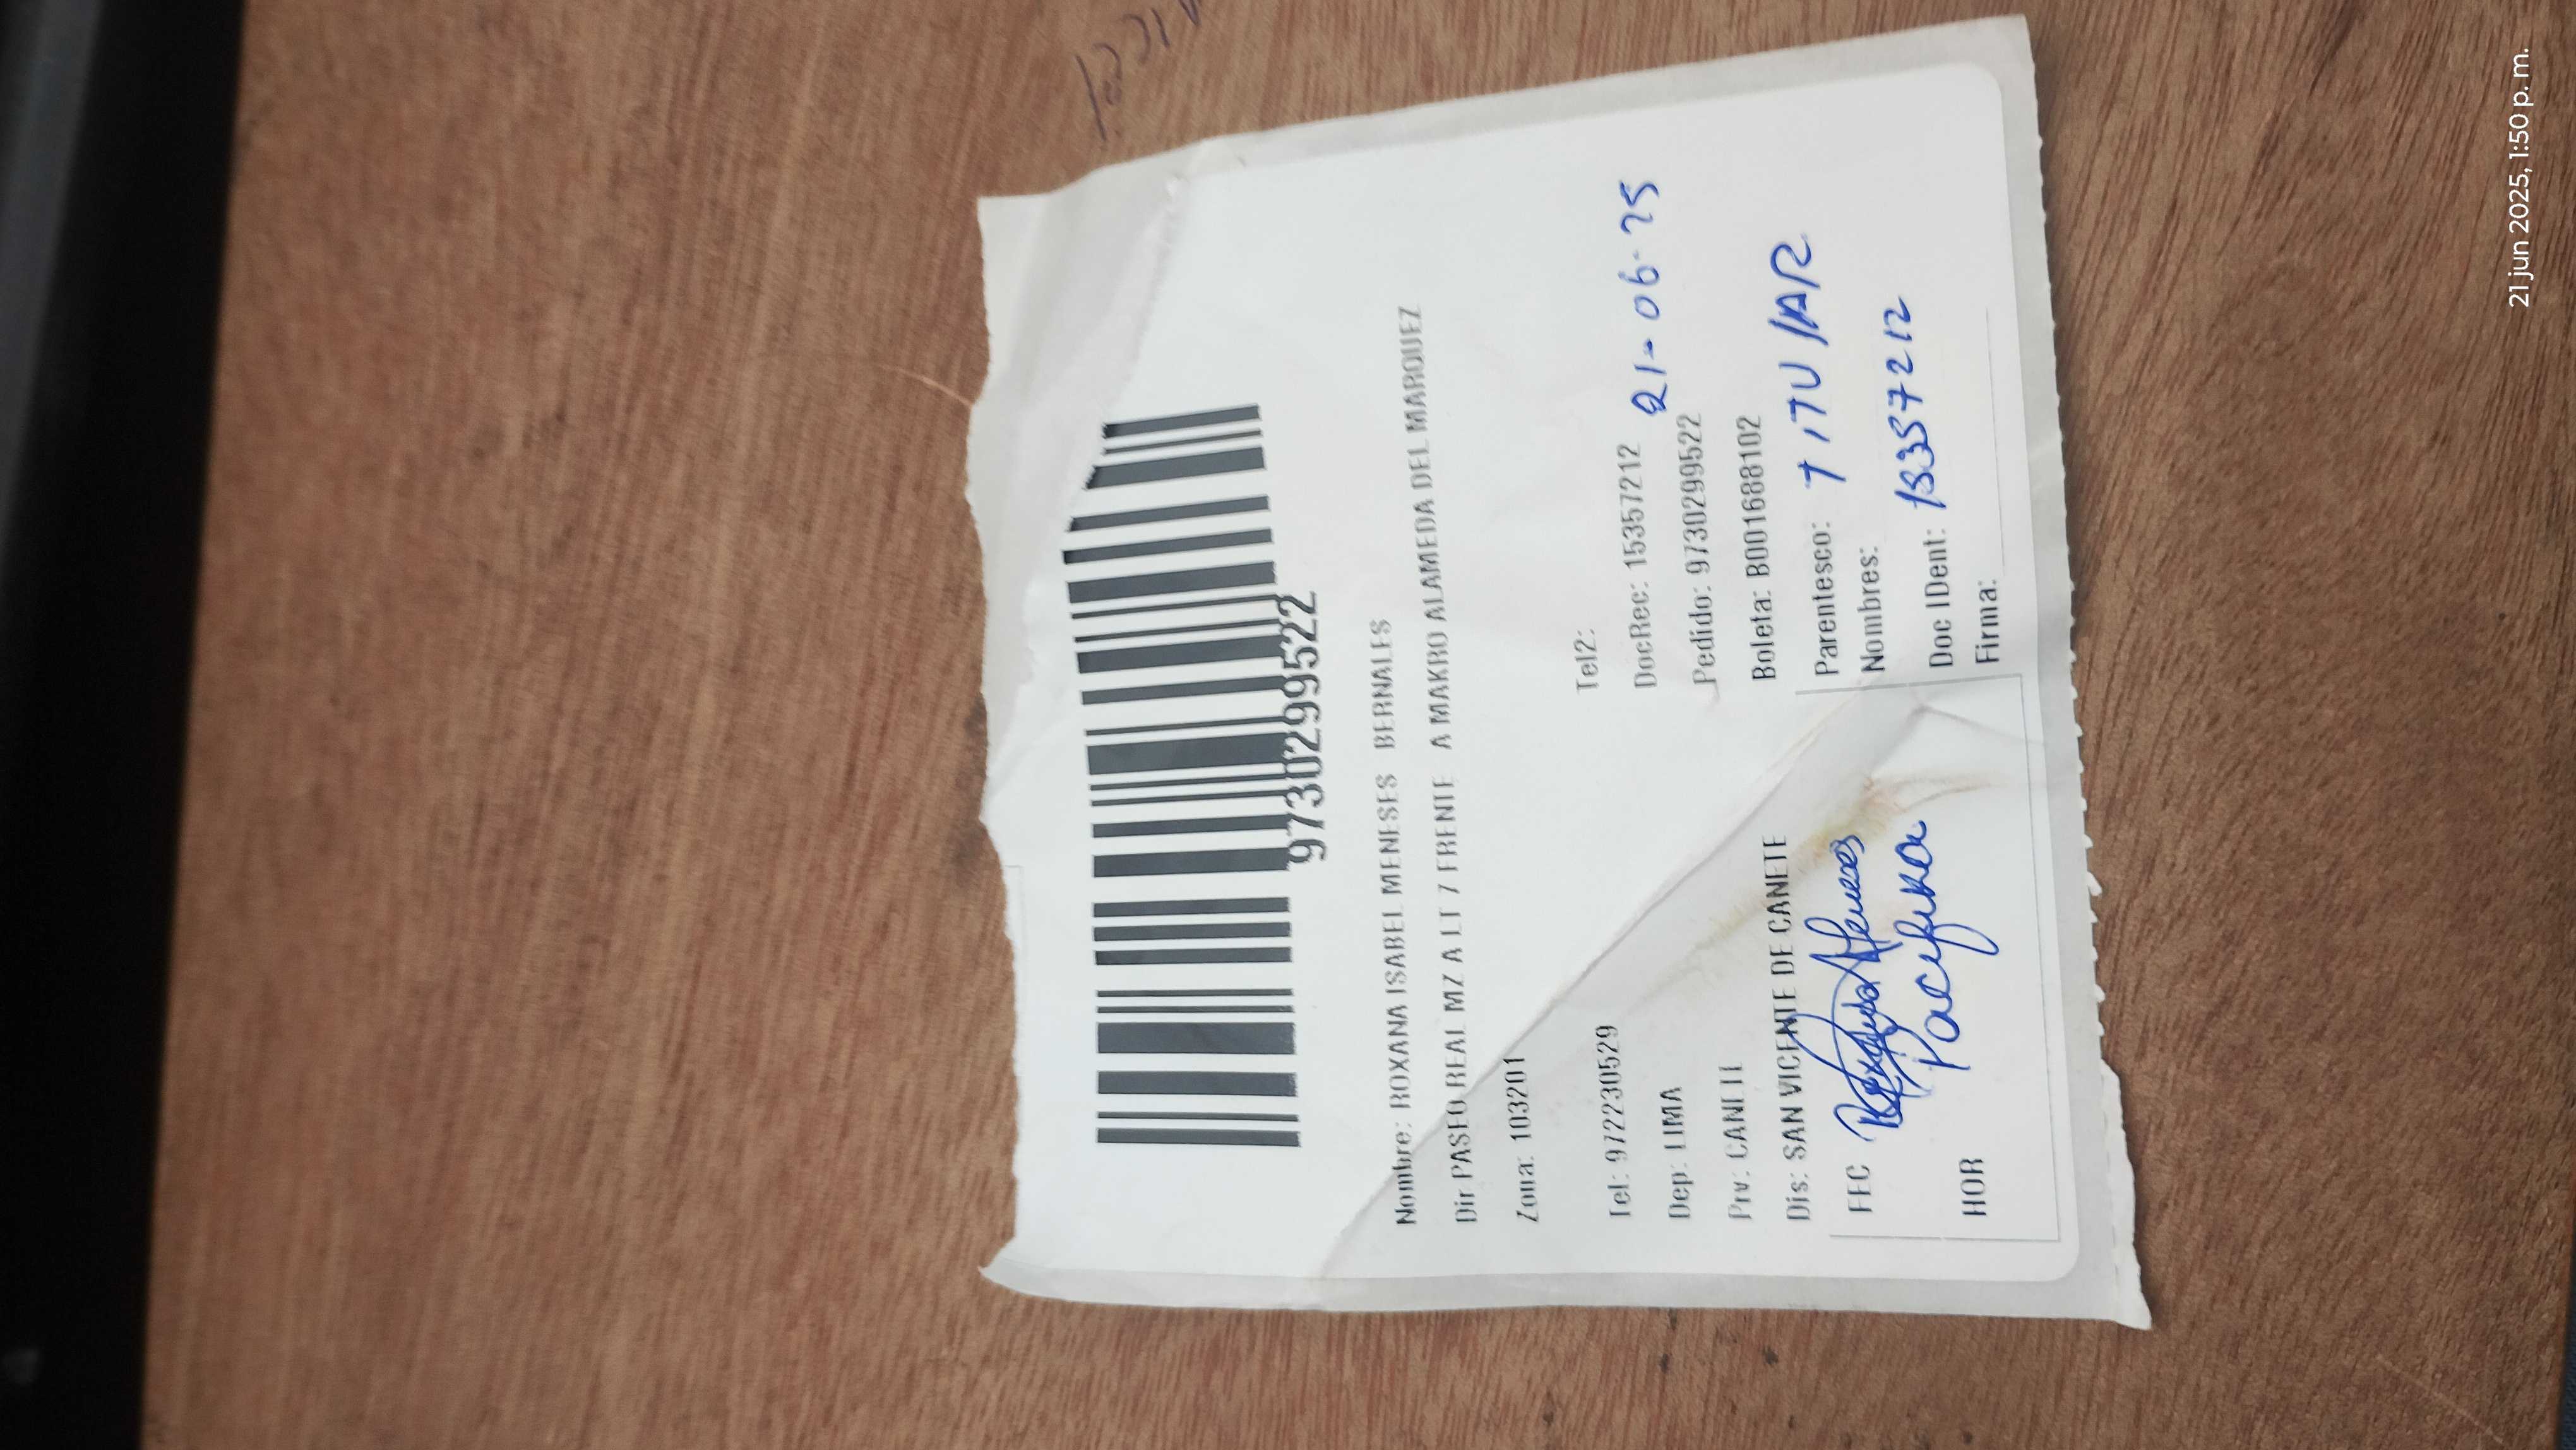 9730299522
Nombre: ROXANA ISABEL MENESES BERNALES
Dir PASEO REAL MZ A LT 7 FRENTE A MAKRO ALAMEDA DEL MARQUEZ
Zona: 103201
Tel: 972230529 Tel2:
Dep: LIMA DocRec: 15357212 21-06-25
Prv: CANETE Pedido: 9730299522
Dis: SAN VICENTE DE CANETE Boleta: B001688102
FEC Meneses Parentesco: TITULAR
Nombres:
HOR Doc IDent: 15357212
Firma:
21 jun 2025, 1:50 p. m.